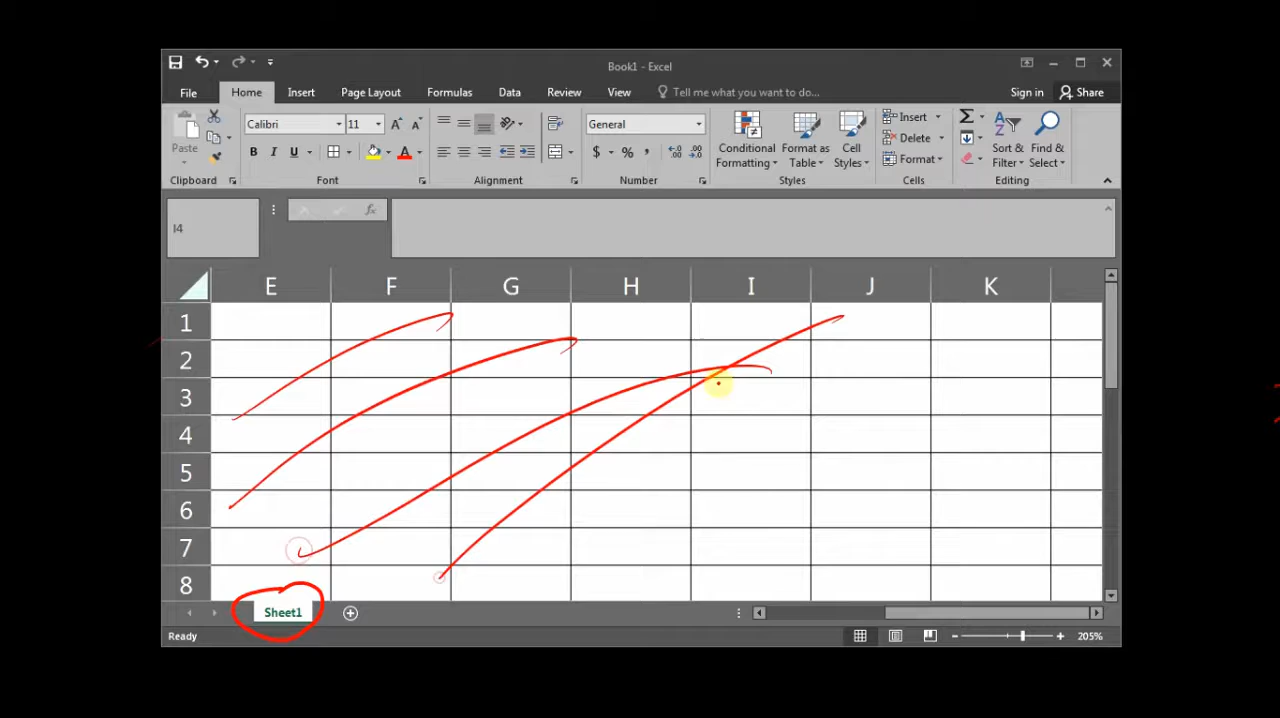 Book1 - Excel
File Home Insert Page Layout Formulas Data Review View Tell me what you want to do... Sign in Share
Calibri 11 General Insert
Paste Conditional Formatting Format as Table Cell Styles Delete Sort & Filter Find & Select
B I U $ % , .00 Format
Clipboard Font Alignment Number Styles Cells Editing
I4 fx
E F G H I J K
1
2
3
4
5
6
7
8
Sheet1
Ready 205%